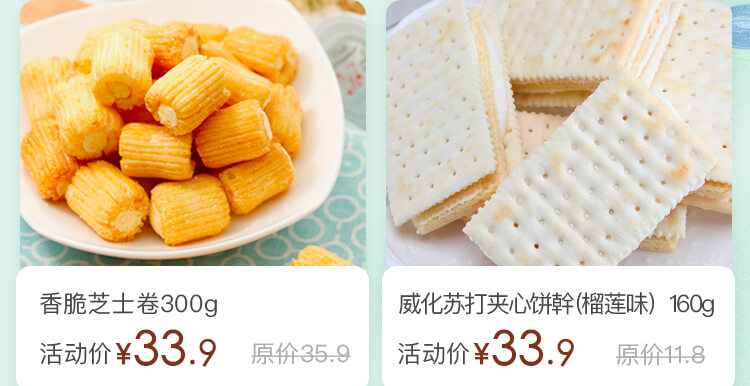 香脆芝士卷300g
活动价¥33.9 原价35.9
威化苏打夹心饼幹(榴莲味) 160g
活动价¥33.9 原价11.8